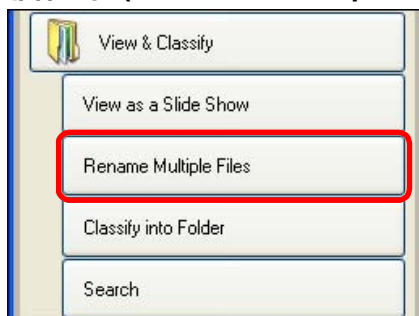 View & Classify
View as a Slide Show
Rename Multiple Files
Classify into Folder
Search